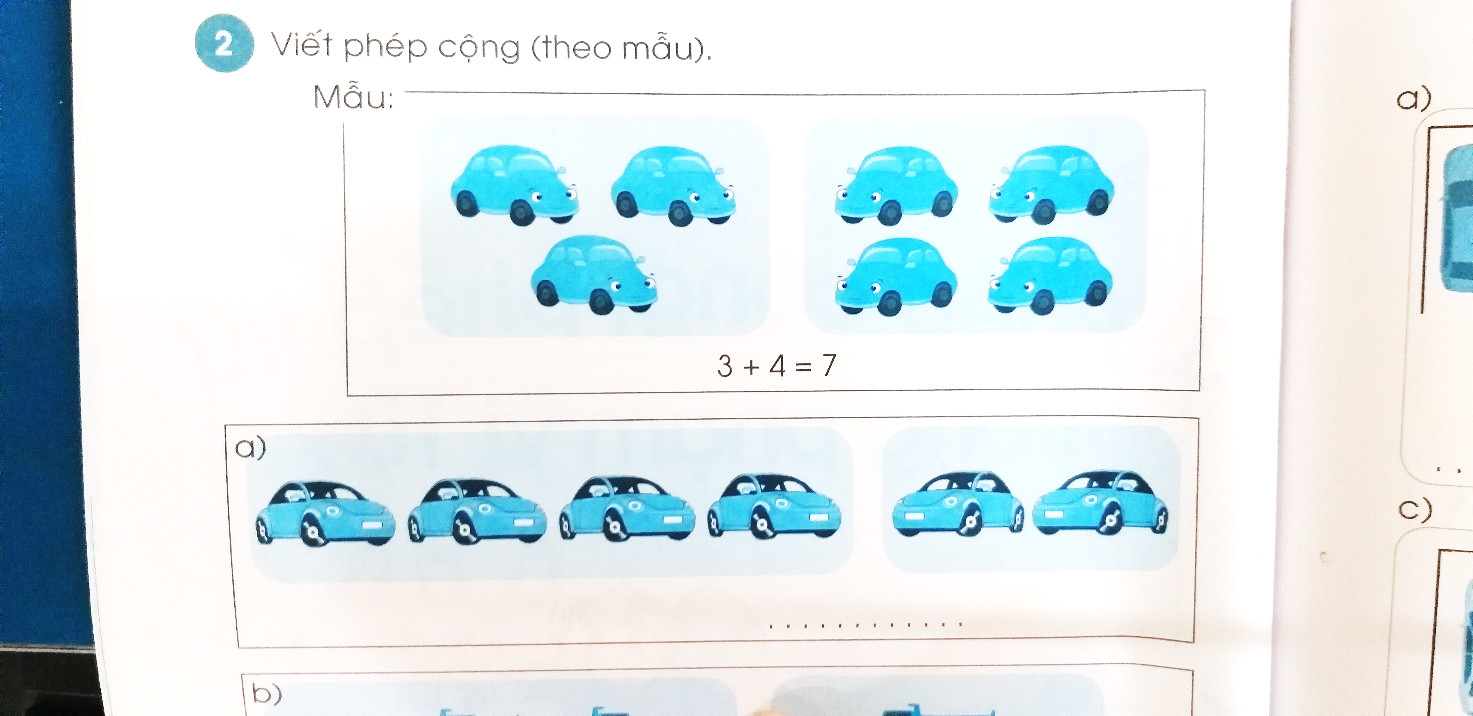 2 Viết phép cộng (theo mẫu).
Mẫu:
3 + 4 = 7
a)
............
b)
a)
..
c)